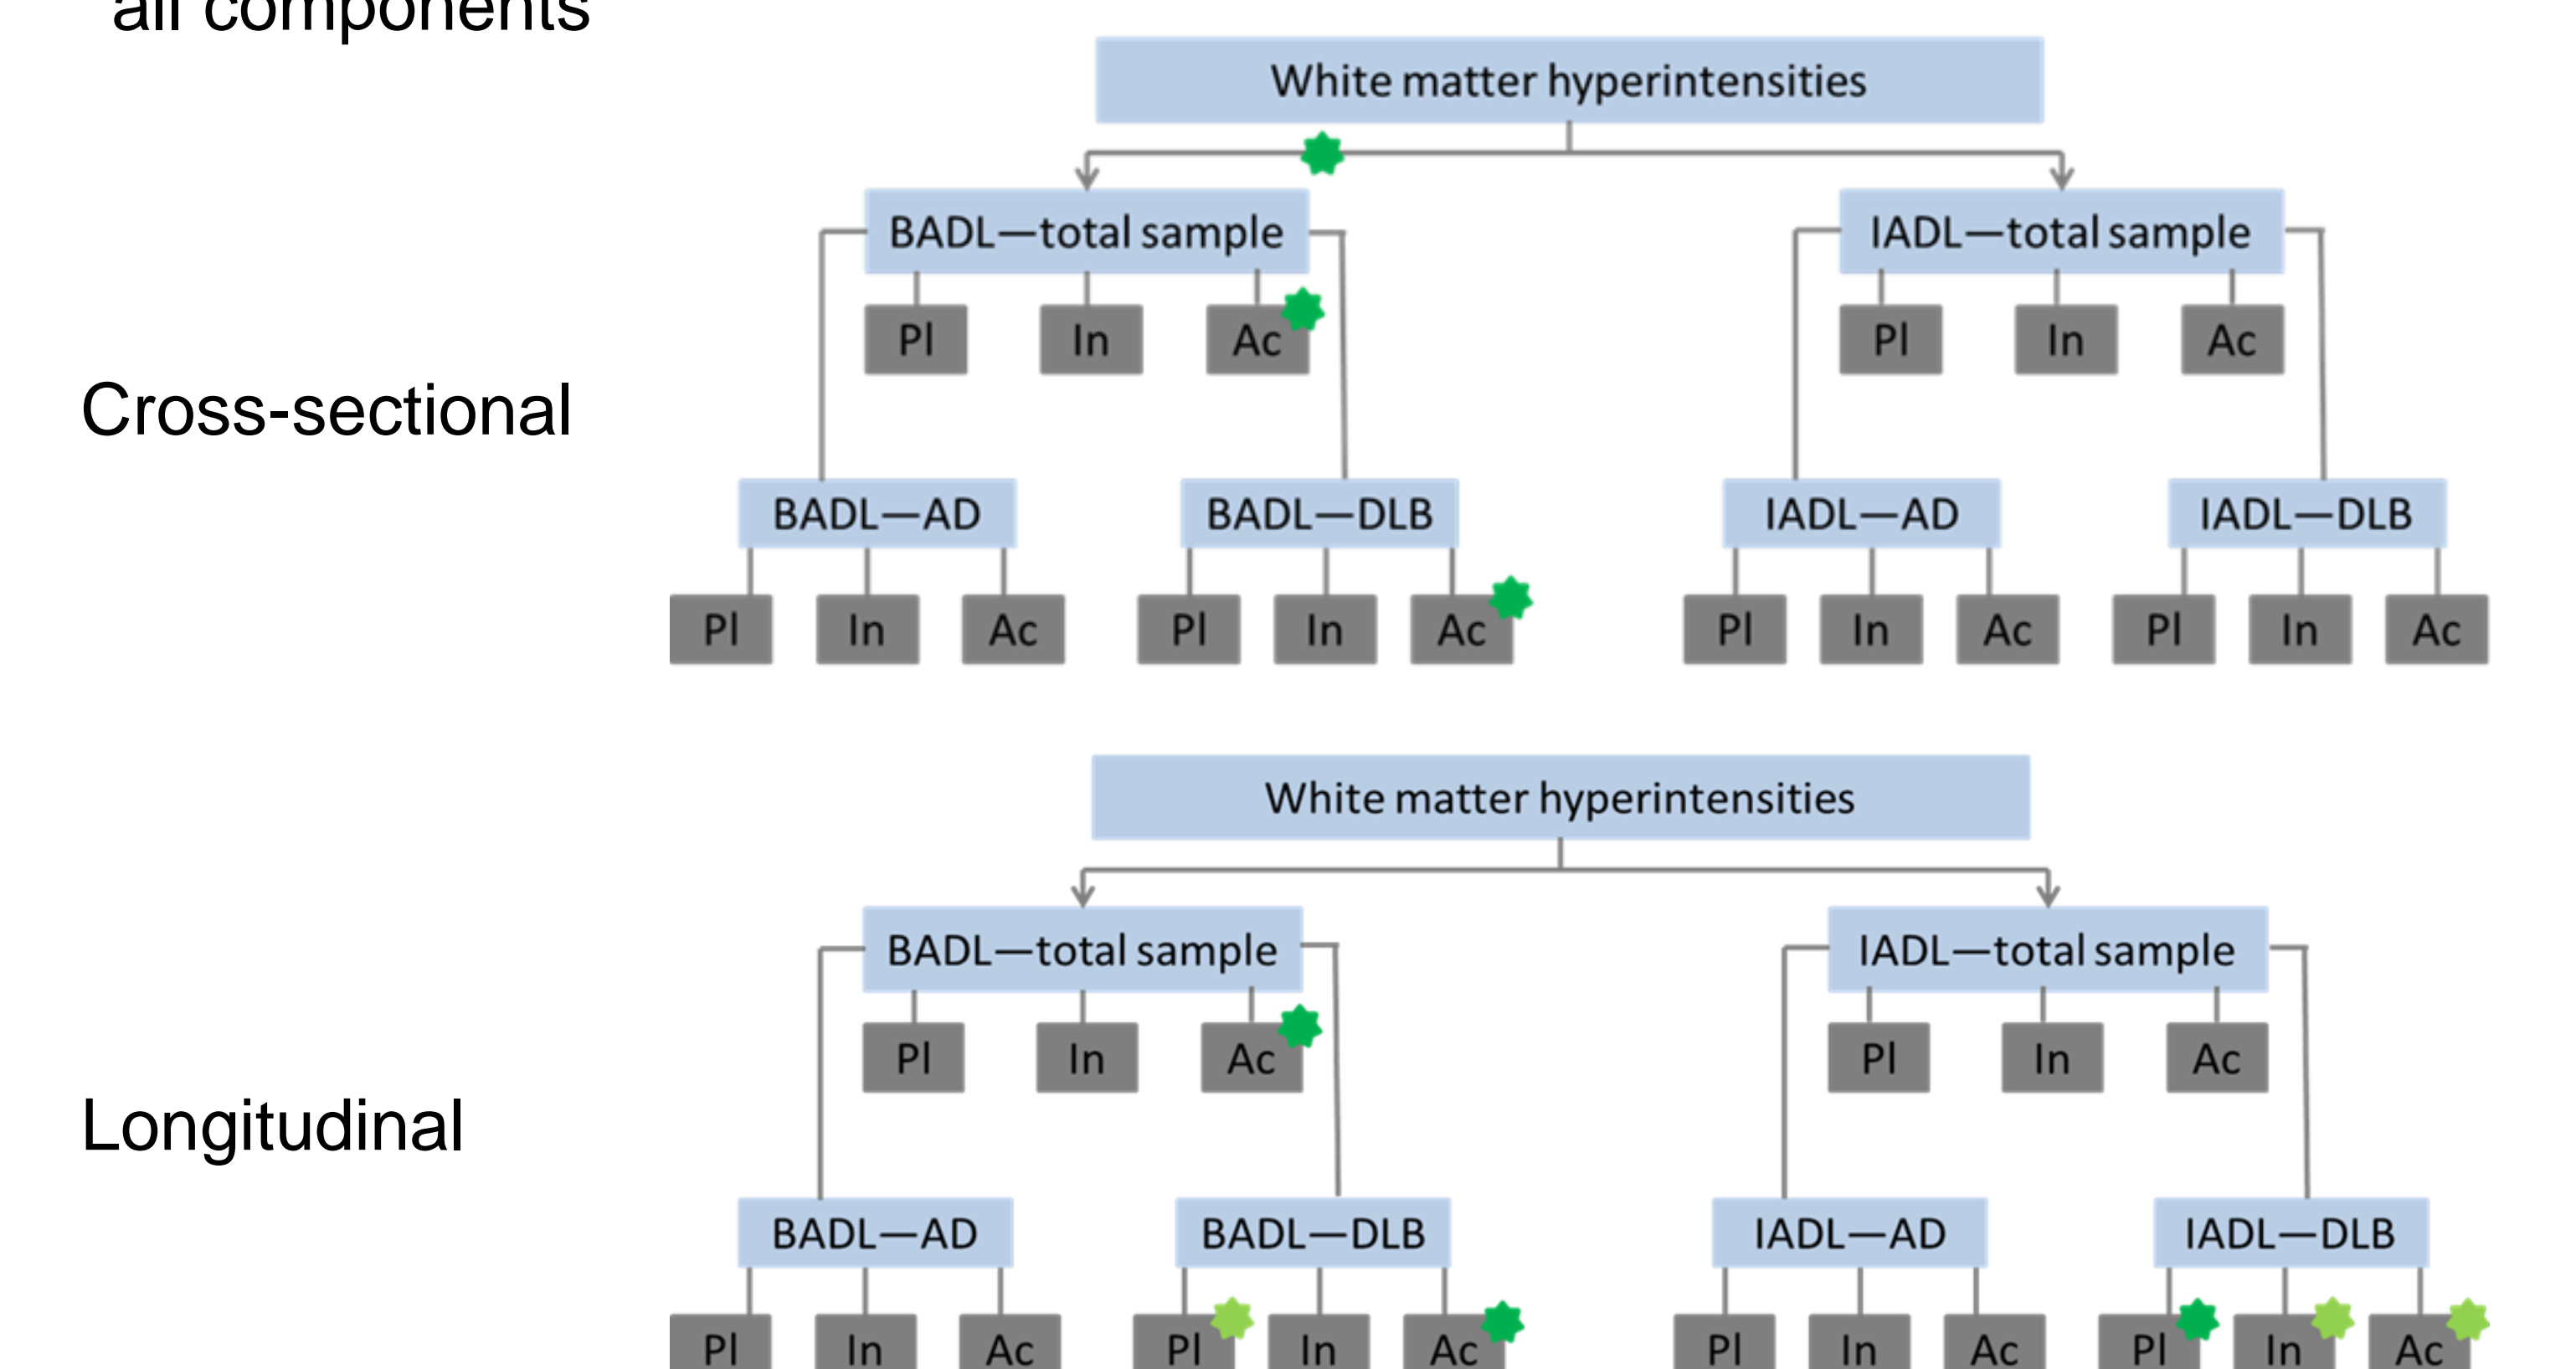 all components
White matter hyperintensities
BADL—total sample IADL—total sample
Pl In Ac Pl In Ac
Cross-sectional
BADL—AD BADL—DLB IADL—AD IADL—DLB
Pl In Ac Pl In Ac Pl In Ac Pl In Ac
White matter hyperintensities
BADL—total sample IADL—total sample
Pl In Ac Pl In Ac
Longitudinal
BADL—AD BADL—DLB IADL—AD IADL—DLB
Pl In Ac Pl In Ac Pl In Ac Pl In Ac